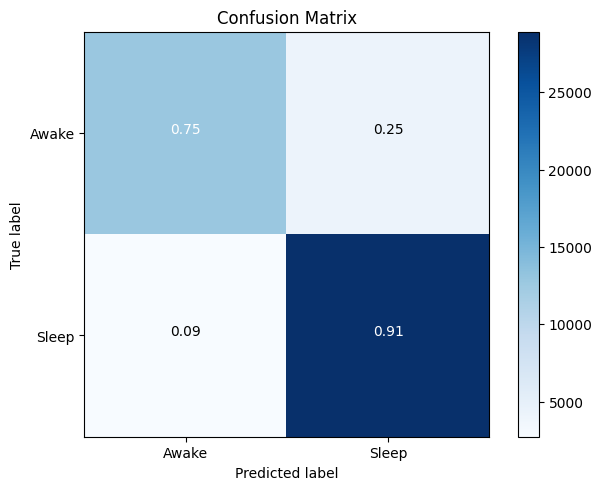 Confusion Matrix
True label
Awake
0.75 0.25
Sleep
0.09 0.91
Awake Sleep
Predicted label
25000
20000
15000
10000
5000